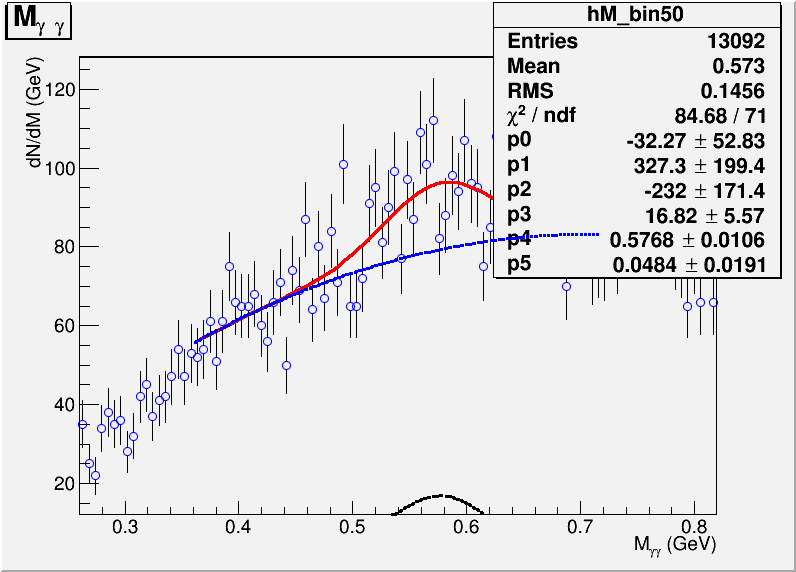 M γ γ
hM_bin50
Entries 13092
Mean 0.573
RMS 0.1456
χ² / ndf 84.68 / 71
p0 -32.27 ± 52.83
p1 327.3 ± 199.4
p2 -232 ± 171.4
p3 16.82 ± 5.57
p4 0.5768 ± 0.0106
p5 0.0484 ± 0.0191
dN/dM (GeV)
120
100
80
60
40
20
0.3 0.4 0.5 0.6 0.7 0.8
Mγγ (GeV)